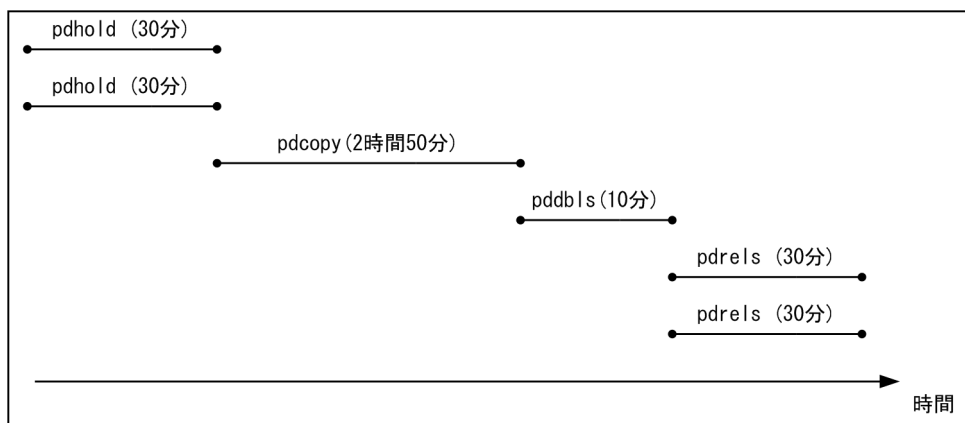 pdhold (30分)
pdhold (30分)
pdcopy(2時間50分)
pddbls(10分)
pdrels (30分)
pdrels (30分)
時間